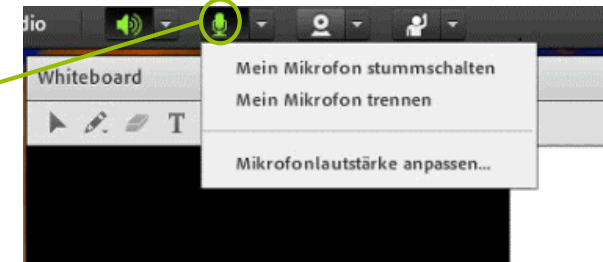 dio
Mein Mikrofon stummschalten
Whiteboard
Mein Mikrofon trennen
T
Mikrofonlautstärke anpassen...